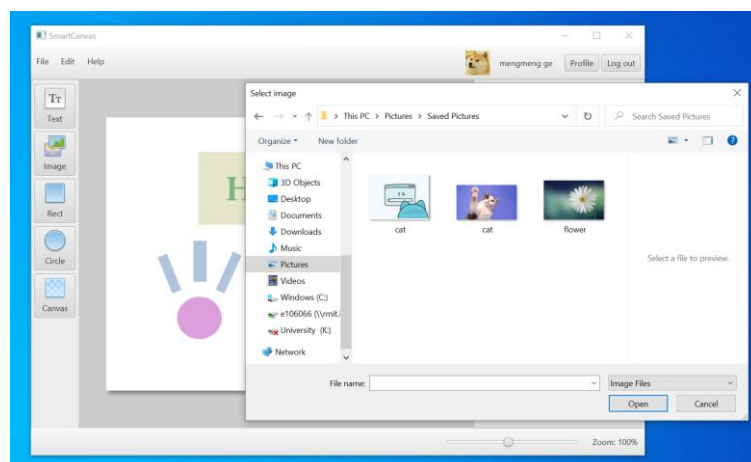 SmartCanvas
File Edit Help
mengmeng ge Profile Log out
TT
Text
Image
Rect
Circle
Canvas
H
Select image
This PC > Pictures > Saved Pictures
Search Saved Pictures
Organize New folder
This PC
3D Objects
Desktop
Documents
Downloads
Music
Pictures
Videos
Windows (C:)
e106066 (\\rmit.
University (K:)
Network
cat
cat
flower
Select a file to preview.
File name:
Image Files
Open Cancel
Zoom: 100%